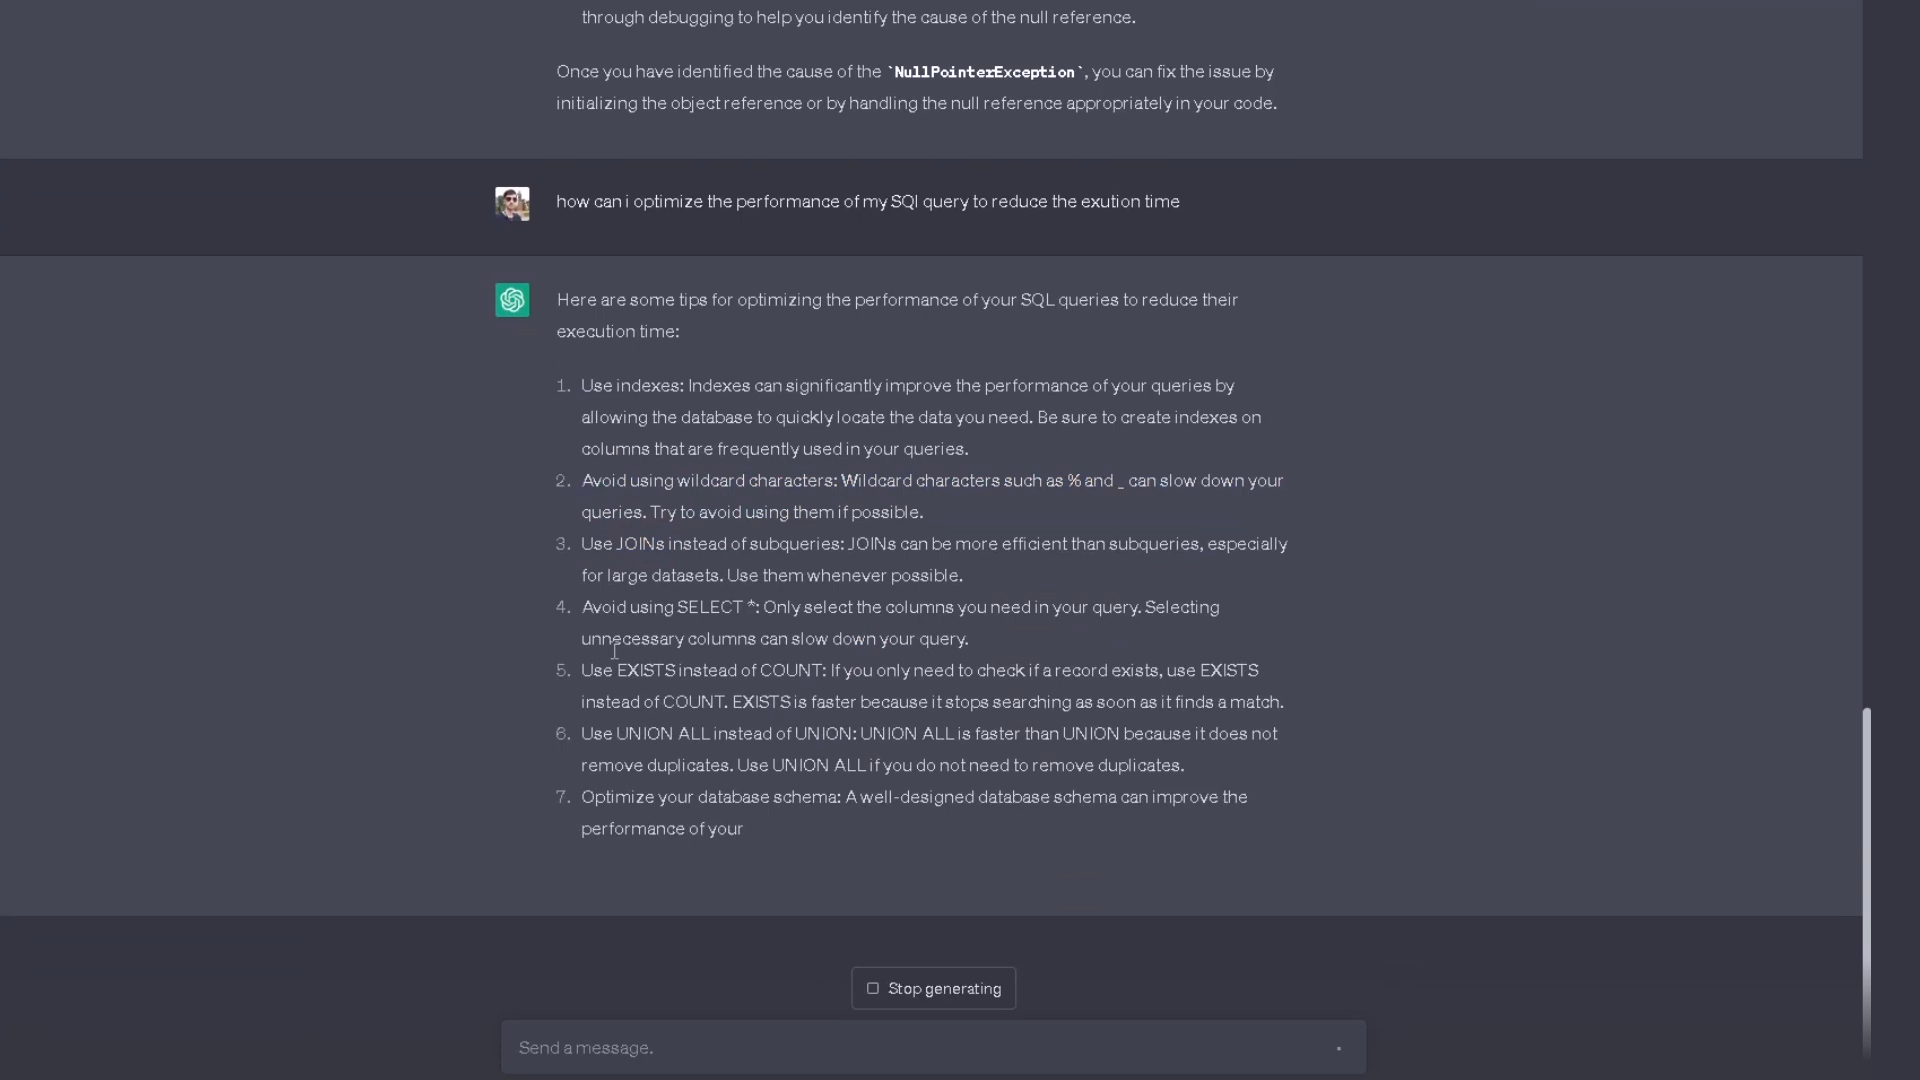 through debugging to help you identify the cause of the null reference.
Once you have identified the cause of the `NullPointerException`, you can fix the issue by
initializing the object reference or by handling the null reference appropriately in your code.
how can i optimize the performance of my SQl query to reduce the exution time
Here are some tips for optimizing the performance of your SQL queries to reduce their
execution time:
1. Use indexes: Indexes can significantly improve the performance of your queries by
allowing the database to quickly locate the data you need. Be sure to create indexes on
columns that are frequently used in your queries.
2. Avoid using wildcard characters: Wildcard characters such as % and _ can slow down your
queries. Try to avoid using them if possible.
3. Use JOINs instead of subqueries: JOINs can be more efficient than subqueries, especially
for large datasets. Use them whenever possible.
4. Avoid using SELECT *: Only select the columns you need in your query. Selecting
unnecessary columns can slow down your query.
5. Use EXISTS instead of COUNT: If you only need to check if a record exists, use EXISTS
instead of COUNT. EXISTS is faster because it stops searching as soon as it finds a match.
6. Use UNION ALL instead of UNION: UNION ALL is faster than UNION because it does not
remove duplicates. Use UNION ALL if you do not need to remove duplicates.
7. Optimize your database schema: A well-designed database schema can improve the
performance of your
Stop generating
Send a message.